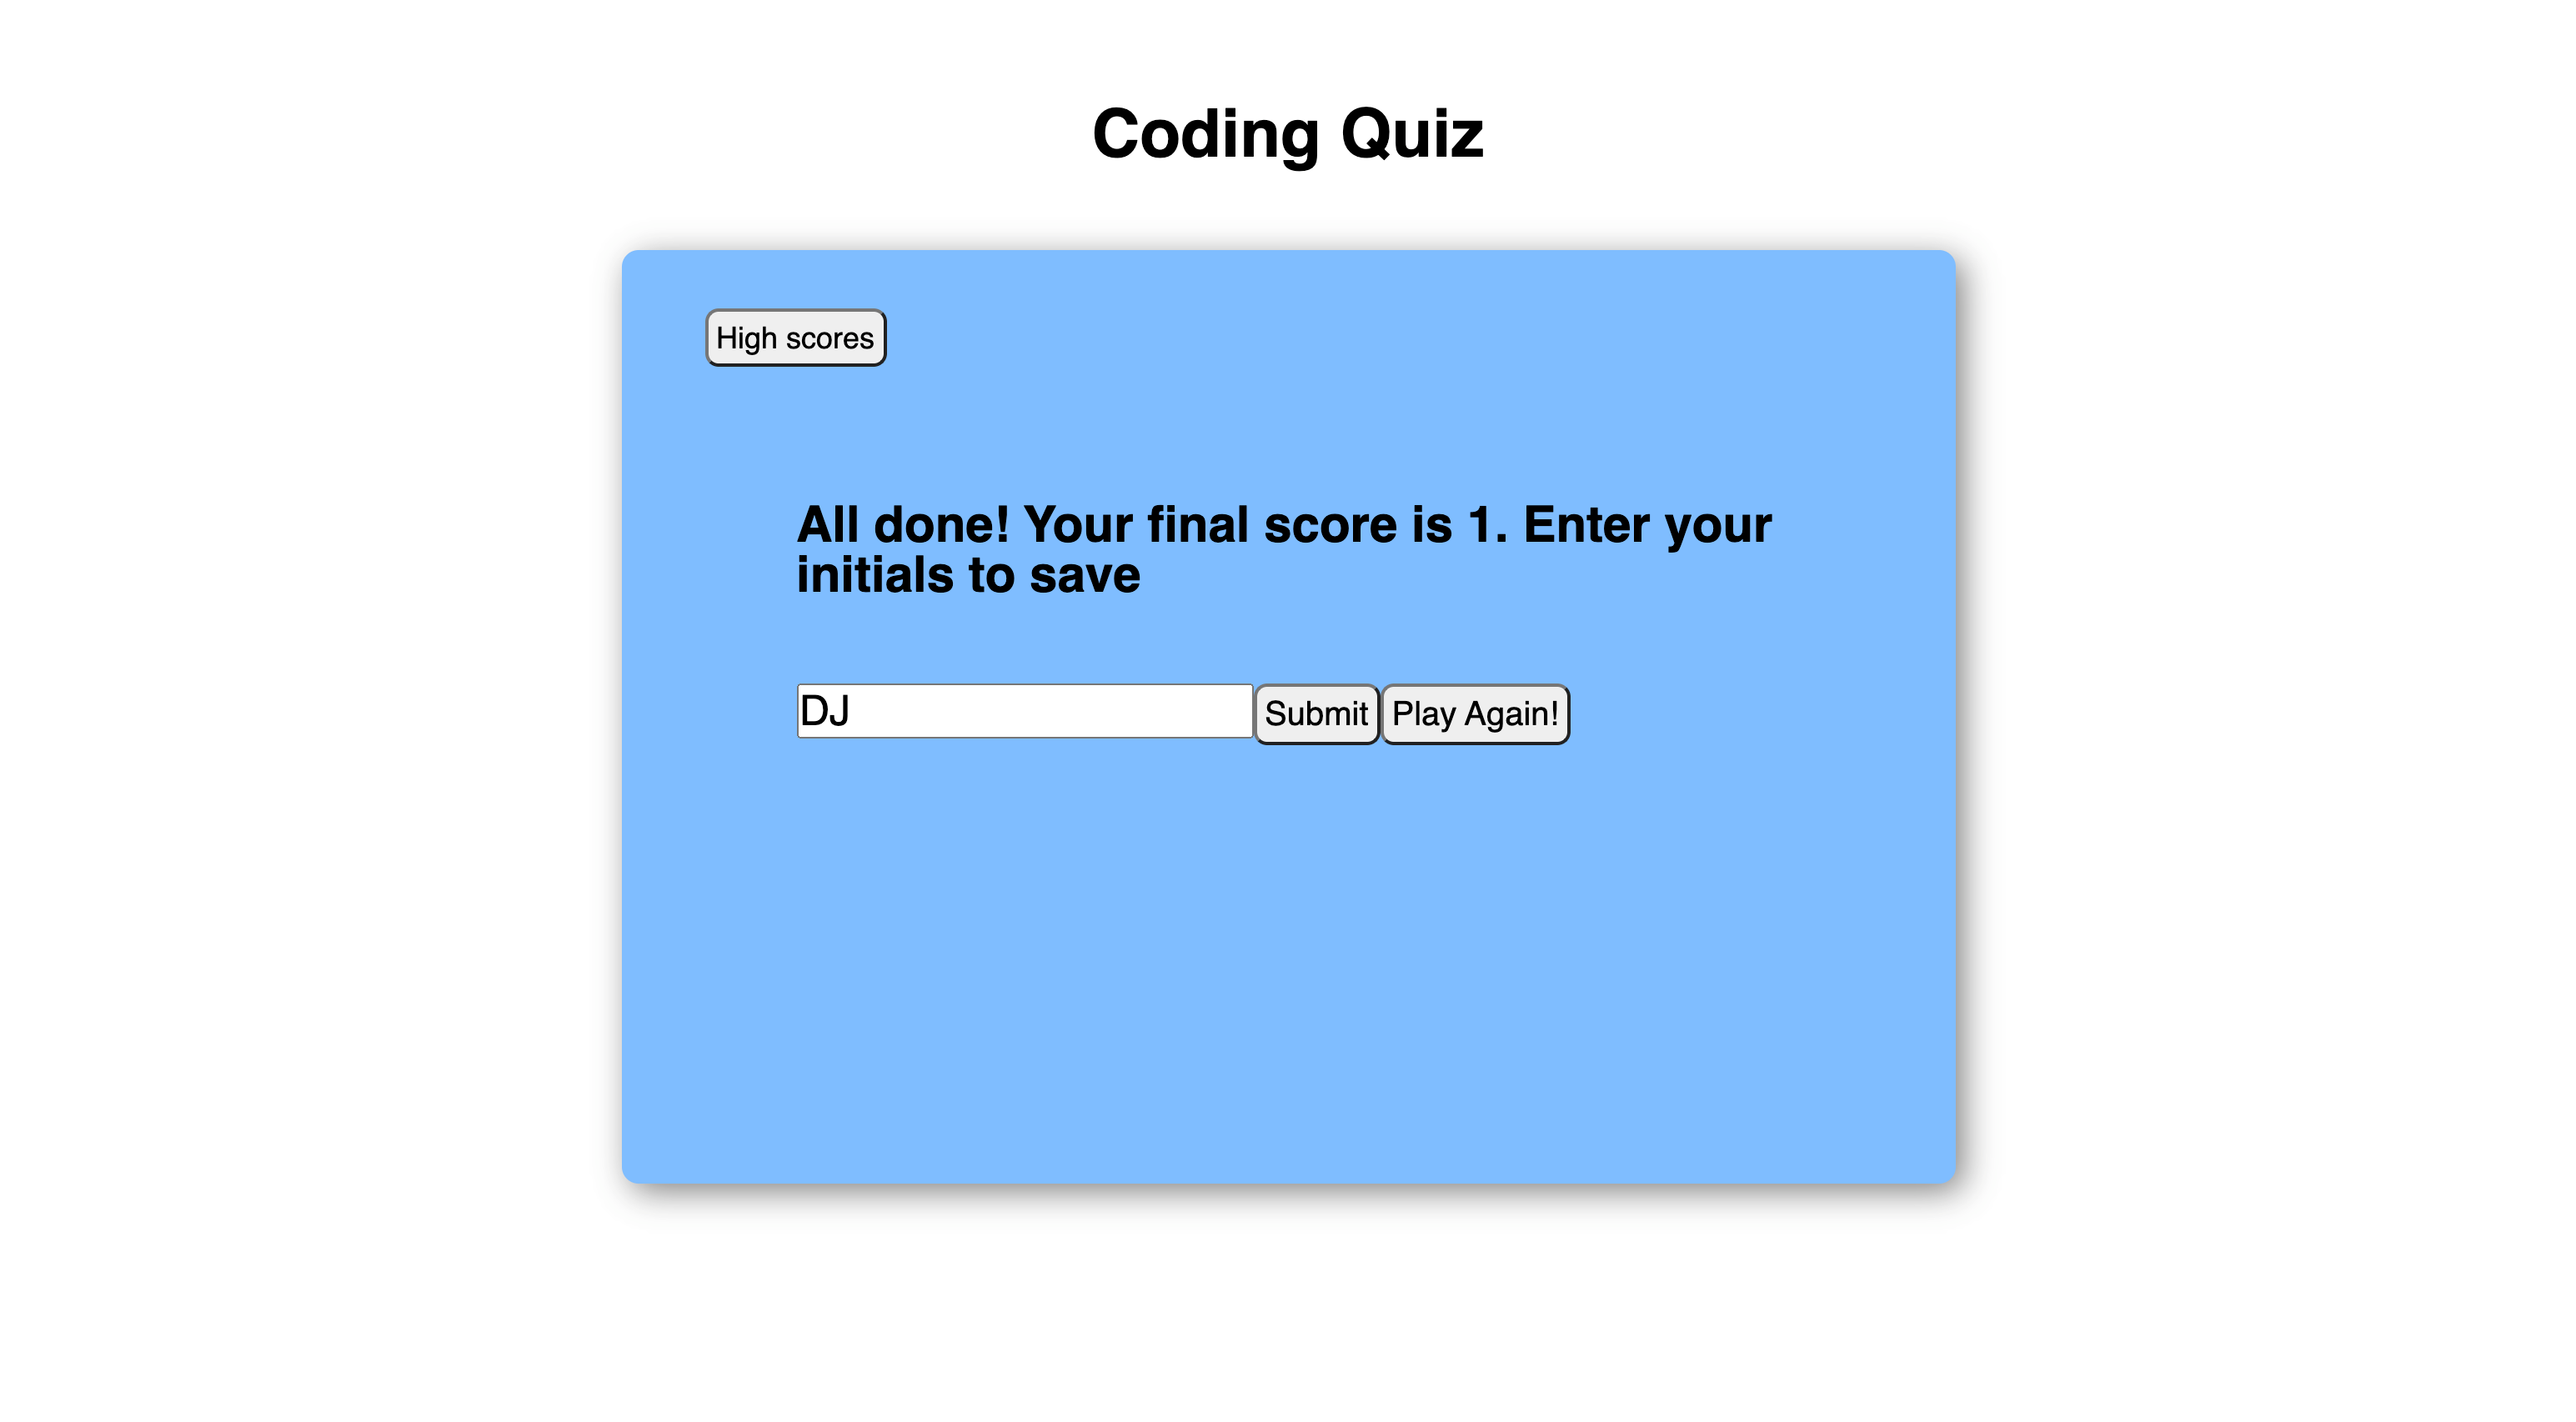 Coding Quiz
High scores
All done! Your final score is 1. Enter your
initials to save
DJ Submit Play Again!